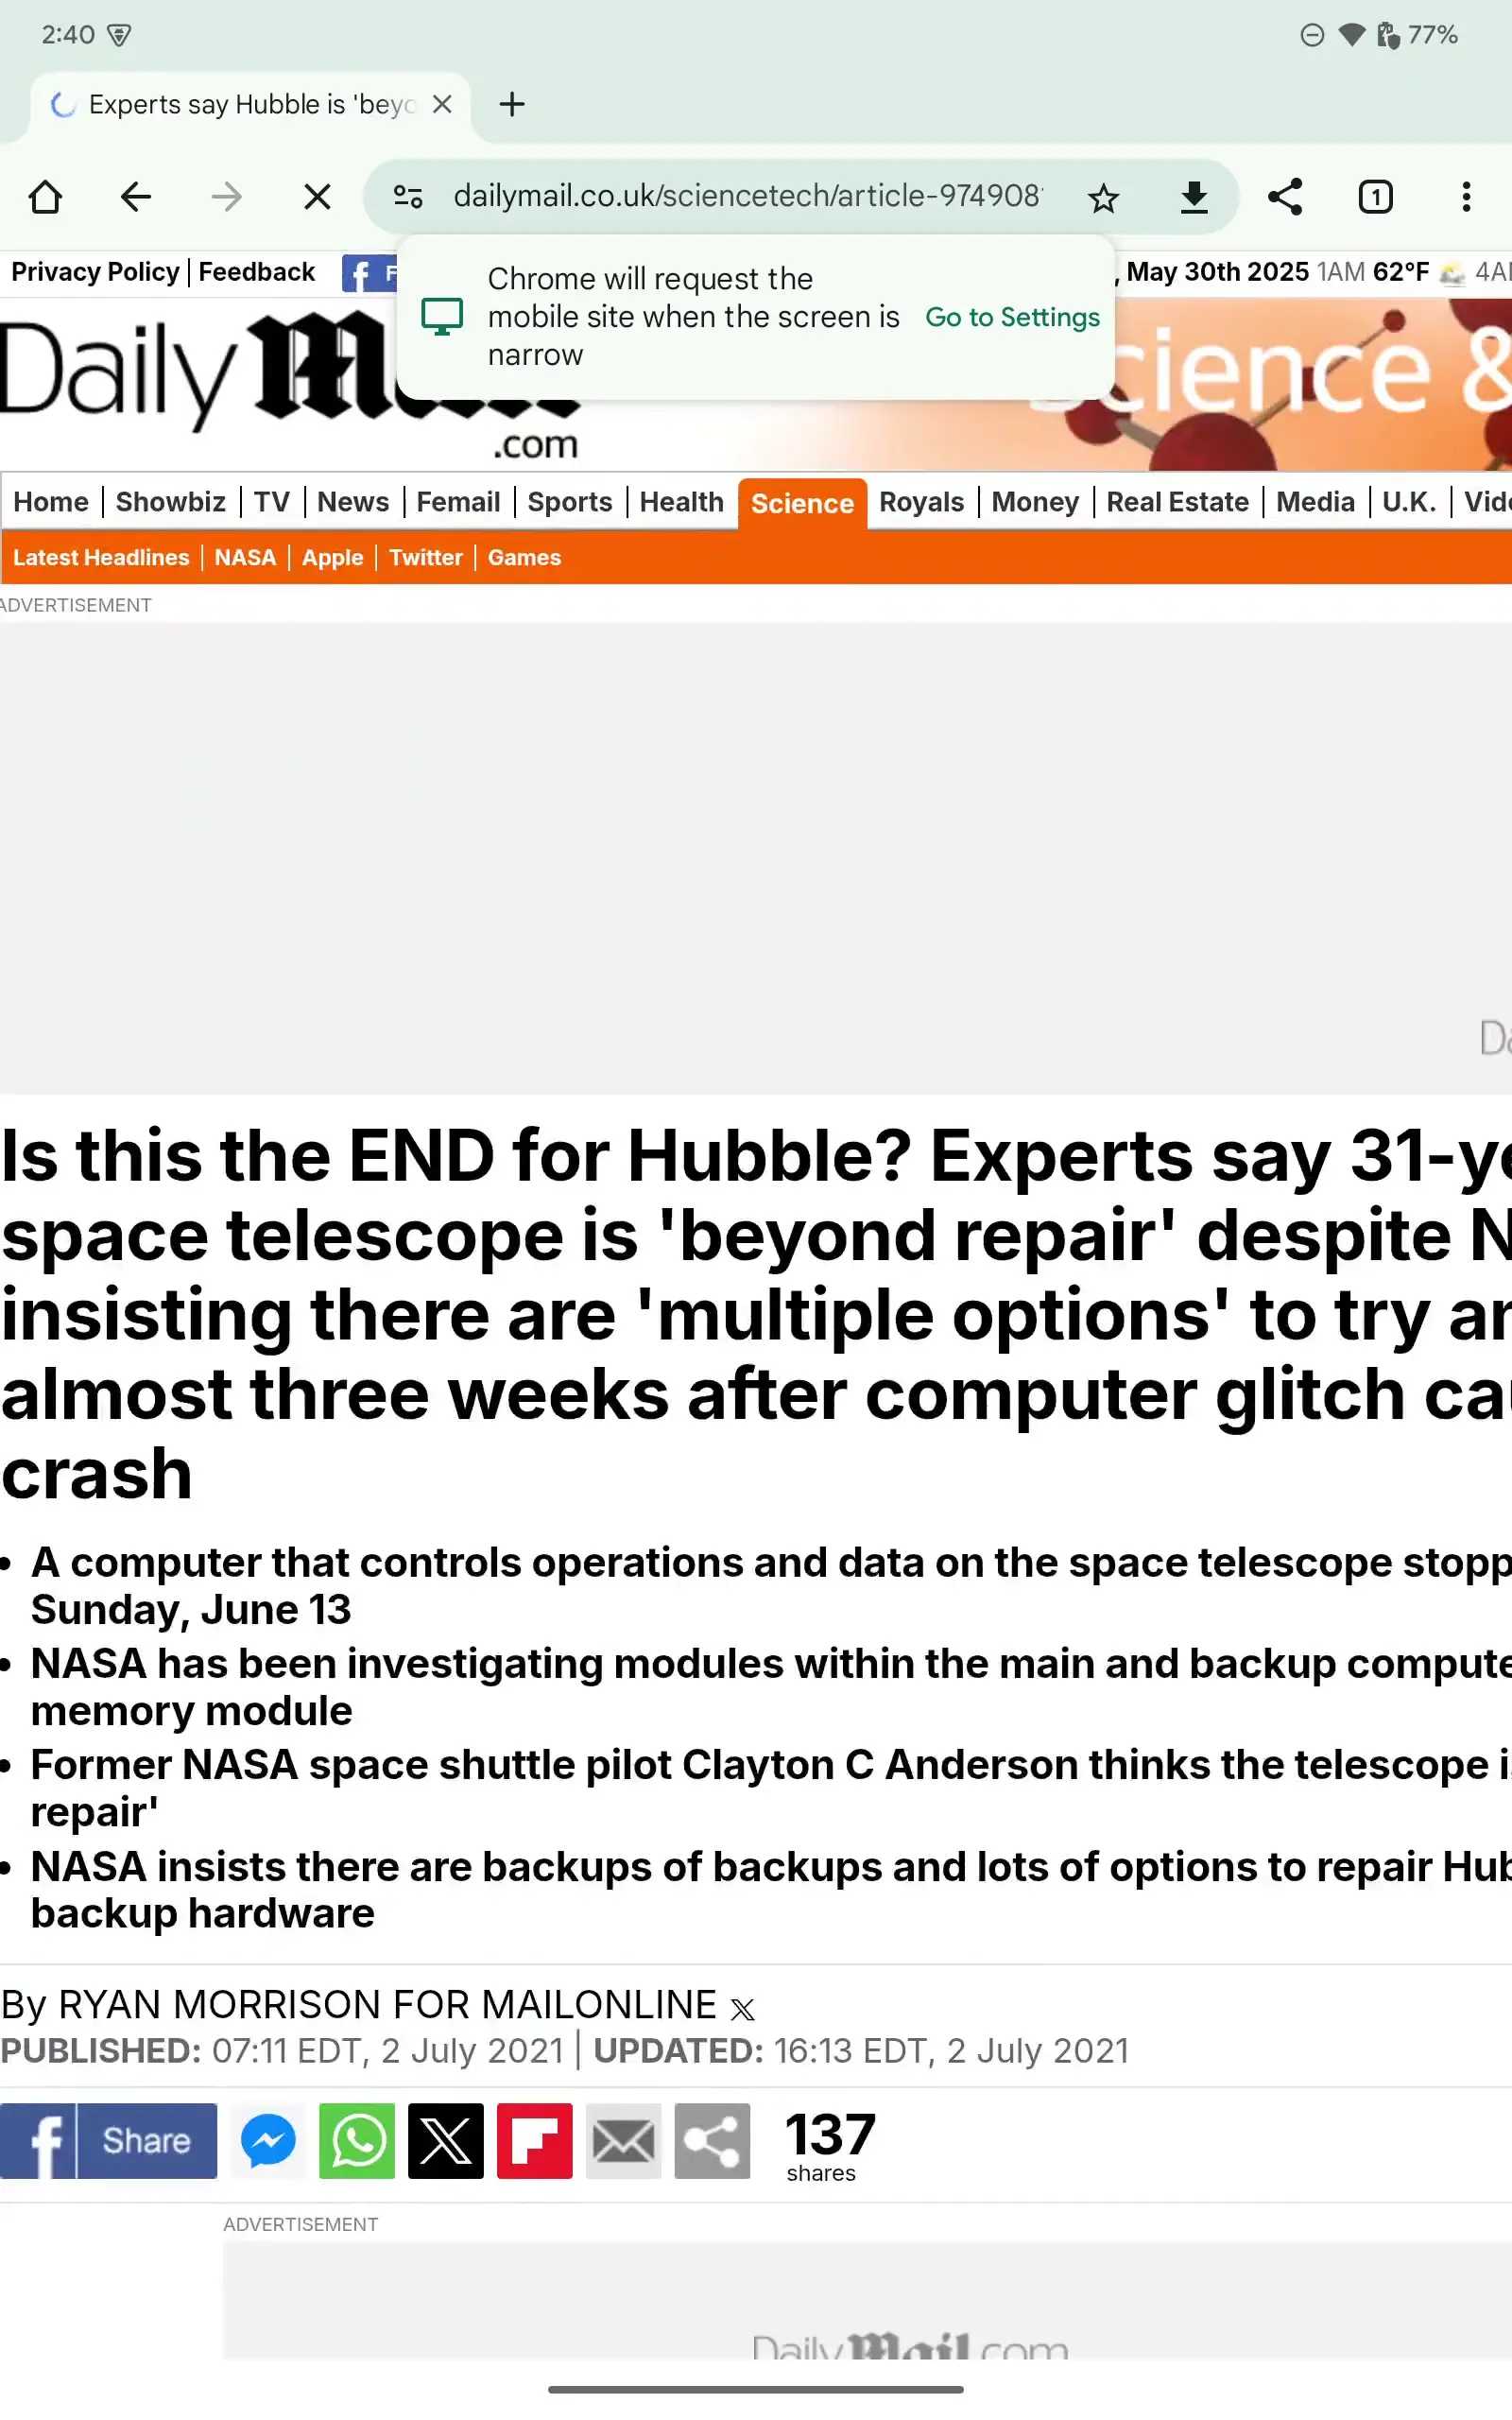 2:40
77%
Experts say Hubble is 'beyo
dailymail.co.uk/sciencetech/article-974908
1
Privacy Policy | Feedback
F
Chrome will request the
mobile site when the screen is
narrow
Go to Settings
, May 30th 2025 1AM 62°F 4A
Daily Mail
.com
Science &
Home | Showbiz | TV | News | Femail | Sports | Health | Science | Royals | Money | Real Estate | Media | U.K. | Vide
Latest Headlines | NASA | Apple | Twitter | Games
ADVERTISEMENT
Da
Is this the END for Hubble? Experts say 31-ye
space telescope is 'beyond repair' despite N
insisting there are 'multiple options' to try an
almost three weeks after computer glitch cau
crash
• A computer that controls operations and data on the space telescope stopp
Sunday, June 13
• NASA has been investigating modules within the main and backup compute
memory module
• Former NASA space shuttle pilot Clayton C Anderson thinks the telescope is
repair'
• NASA insists there are backups of backups and lots of options to repair Hub
backup hardware
By RYAN MORRISON FOR MAILONLINE
PUBLISHED: 07:11 EDT, 2 July 2021 | UPDATED: 16:13 EDT, 2 July 2021
f Share
137
shares
ADVERTISEMENT
Daily Mail.com